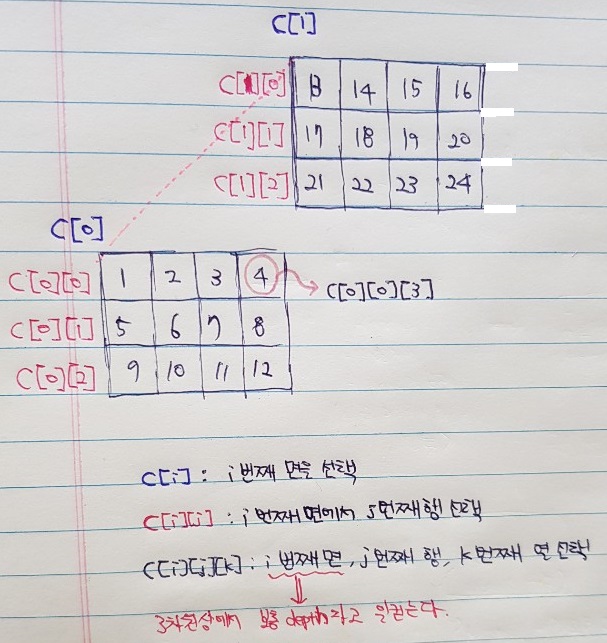 C[1]
C[1][0] 13 14 15 16
C[1][1] 17 18 19 20
C[1][2] 21 22 23 24
C[0]
C[0][0] 1 2 3 4 C[0][0][3]
C[0][1] 5 6 7 8
C[0][2] 9 10 11 12
C[i] : i번째 면을 선택
C[i][j] : i번째면에서 j번째행 선택
C[i][j][k] : i번째 면, j번째 행, k번째 열 선택
3차원상에서 보통 depth라고 일컫는다.